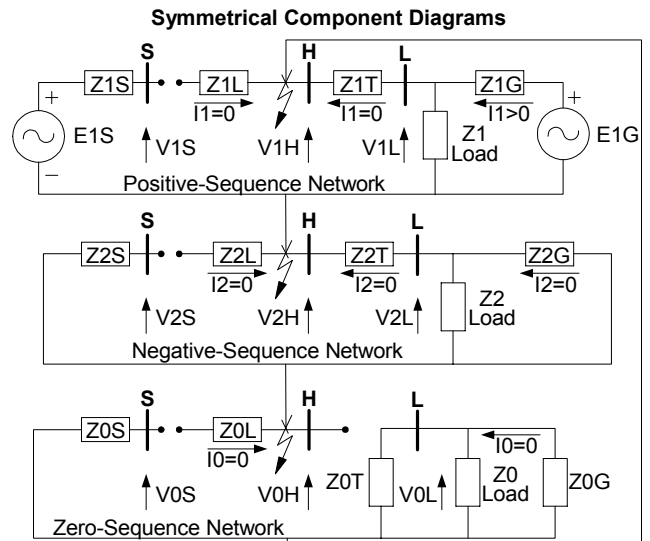 Symmetrical Component Diagrams
S H L
Z1S Z1L Z1T Z1G
+ +
I1=0 I1=0 I1>0
E1S V1S V1H V1L Z1 Load E1G
–
Positive-Sequence Network
S H L
Z2S Z2L Z2T Z2G
I2=0 I2=0 I2=0
V2S V2H V2L Z2 Load
Negative-Sequence Network
S H L
Z0S Z0L
I0=0 I0=0
V0S V0H Z0T V0L Z0 Load Z0G
Zero-Sequence Network